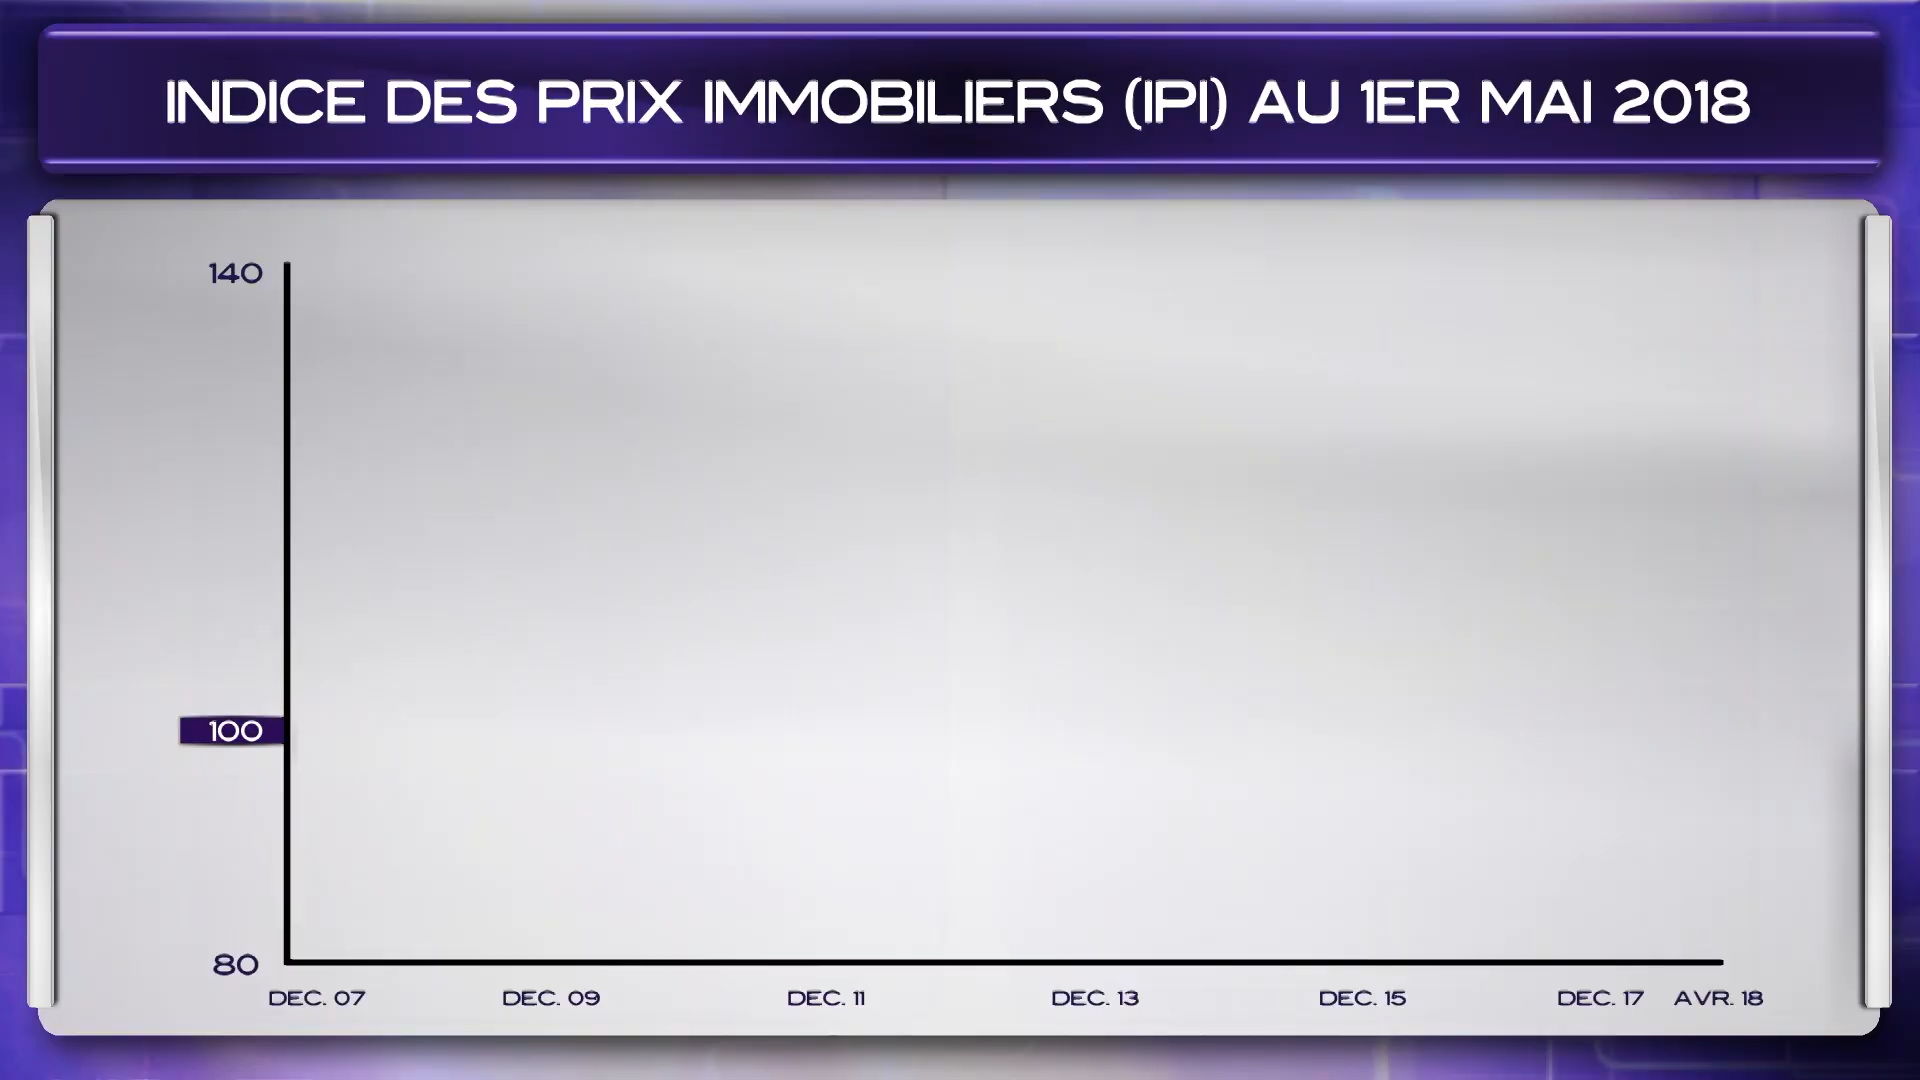 INDICE DES PRIX IMMOBILIERS (IPI) AU 1ER MAI 2018
140
100
80
DEC. 07 DEC. 09 DEC. 11 DEC. 13 DEC. 15 DEC. 17 AVR. 18